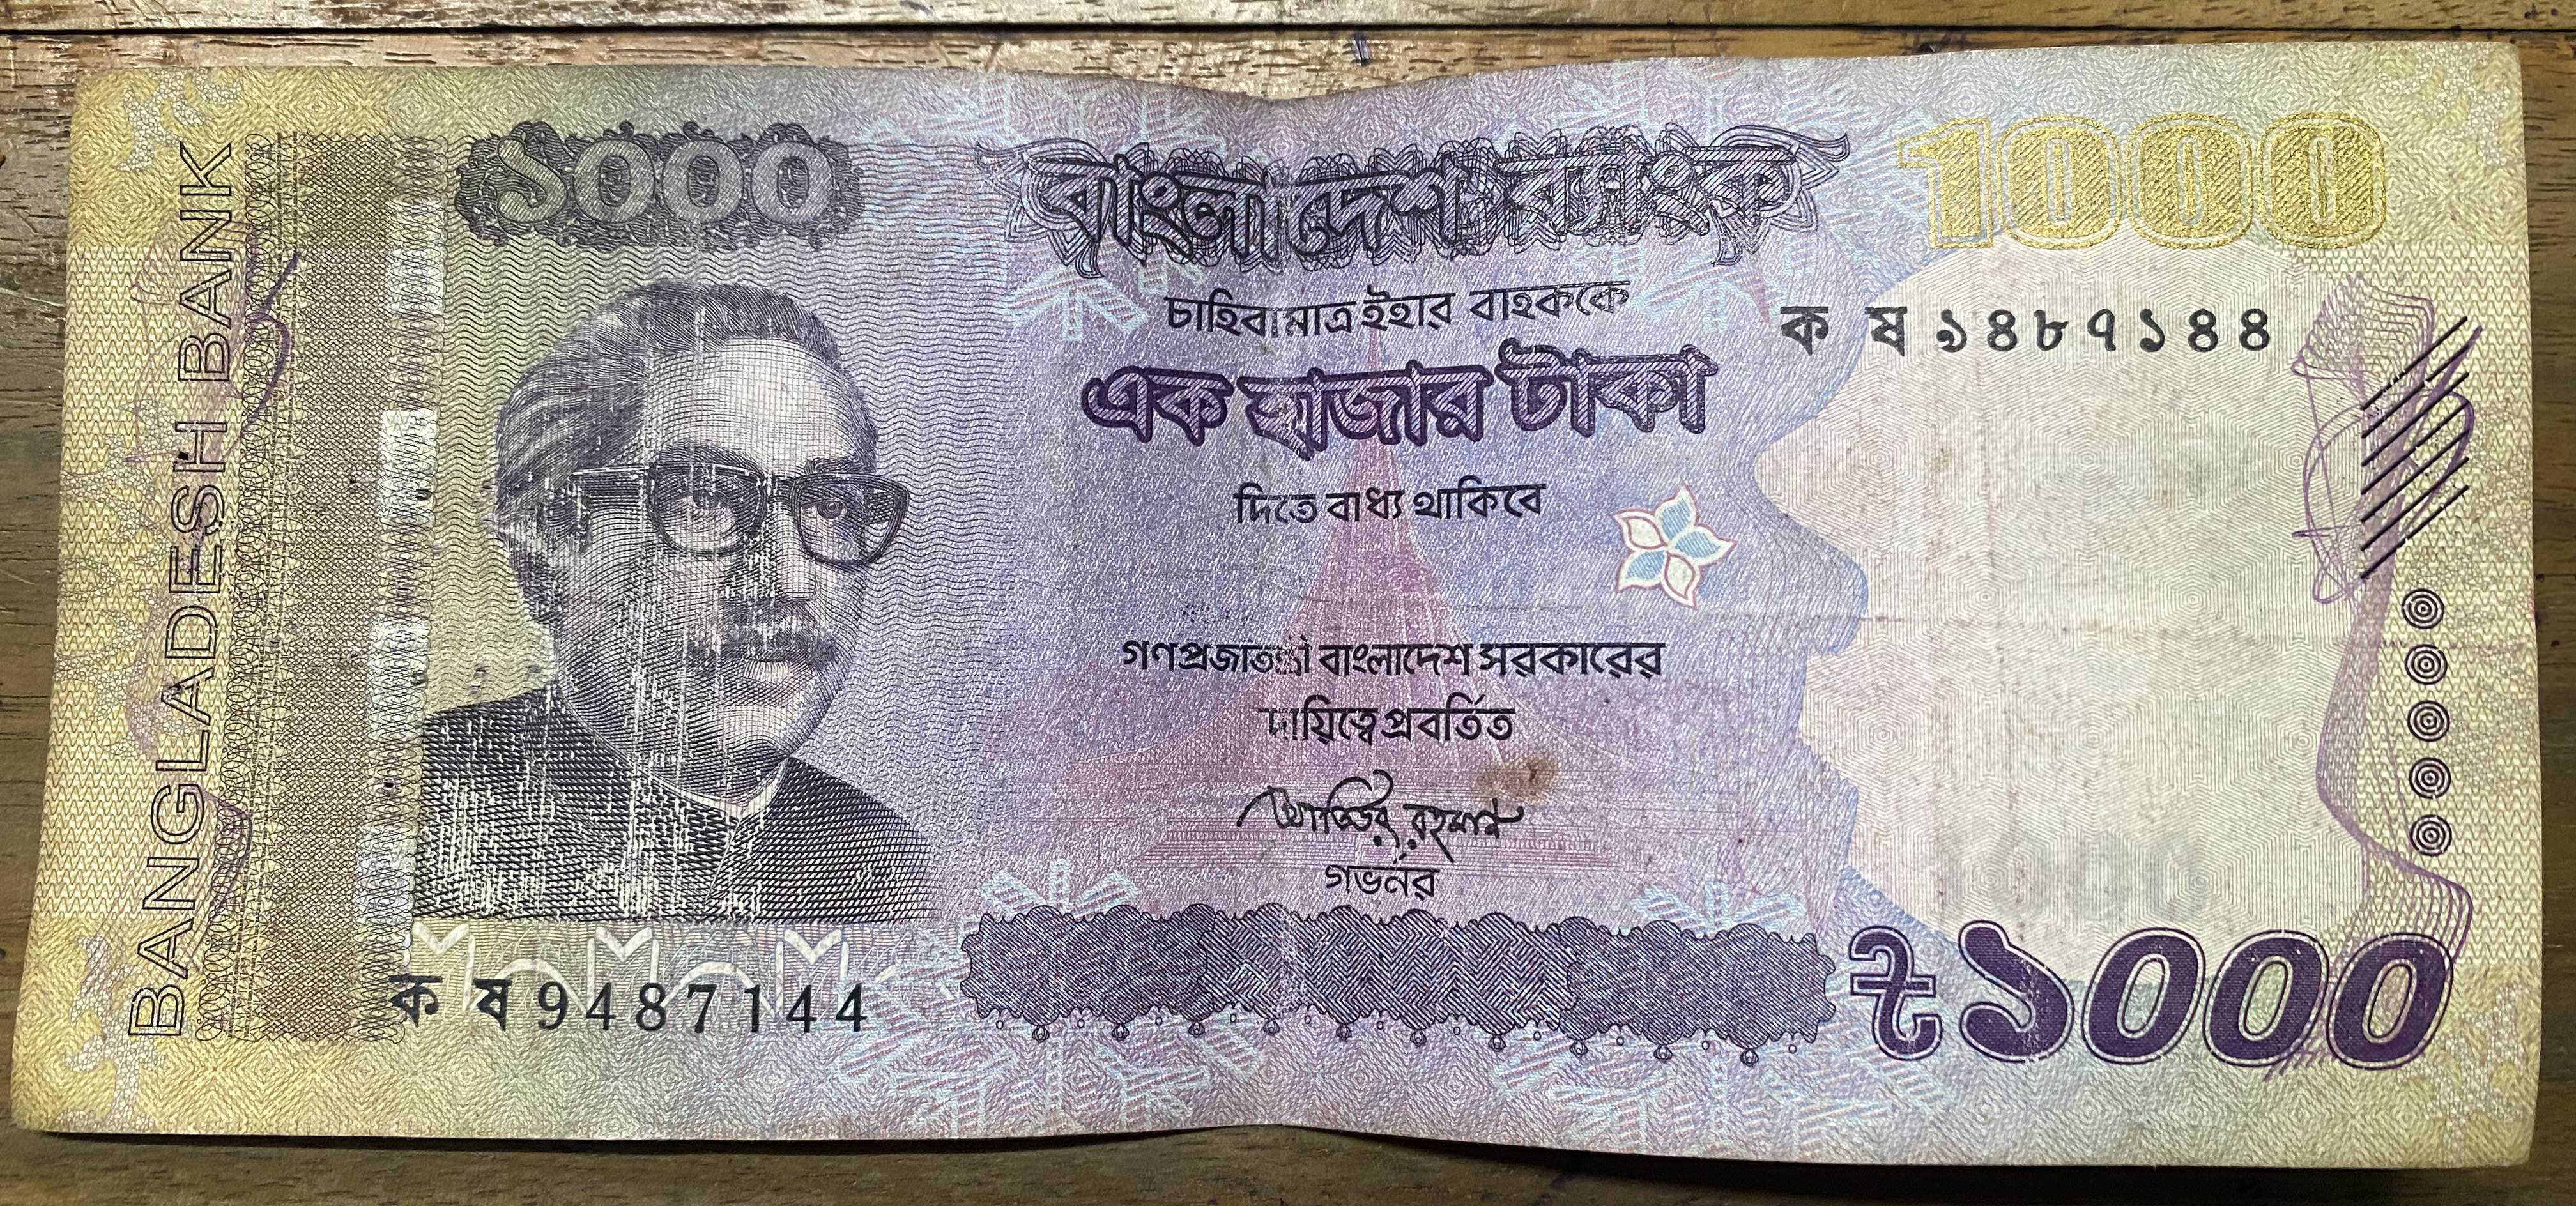 BANGLADESH BANK
১০০০
বাংলাদেশ ব্যাংক
1000
চাহিবামাত্র ইহার বাহককে
ক ষ ৯৪৮৭১৪৪
এক হাজার টাকা
দিতে বাধ্য থাকিবে
গণপ্রজাতন্ত্রী বাংলাদেশ সরকারের
দায়িত্বে প্রবর্তিত
আতিউর রহমান
গভর্নর
ক ষ 9487144
৳১০০০